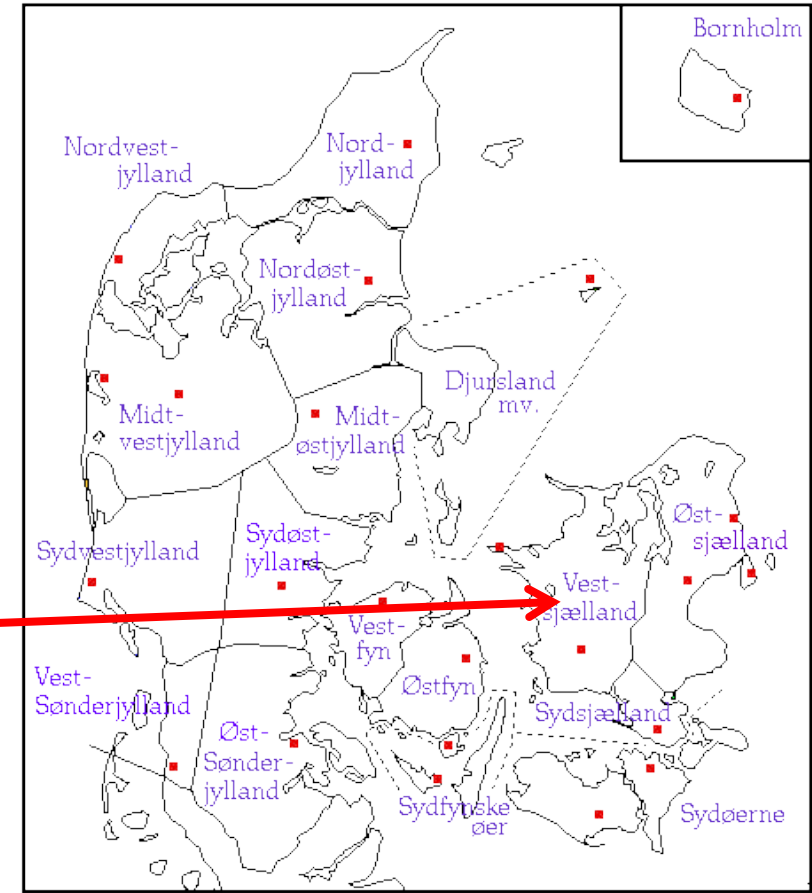 Bornholm
Nordvest-
jylland
Nord-
jylland
Nordøst-
jylland
Djursland
mv.
Midt-
vestjylland
Midt-
østjylland
Sydvestjylland
Sydøst-
jylland
Øst-
sjælland
Vest-
sjælland
Vest-
fyn
Østfyn
Vest-
Sønderjylland
Øst-
Sønder-
jylland
Sydsjælland
Sydfynske
øer
Sydøerne